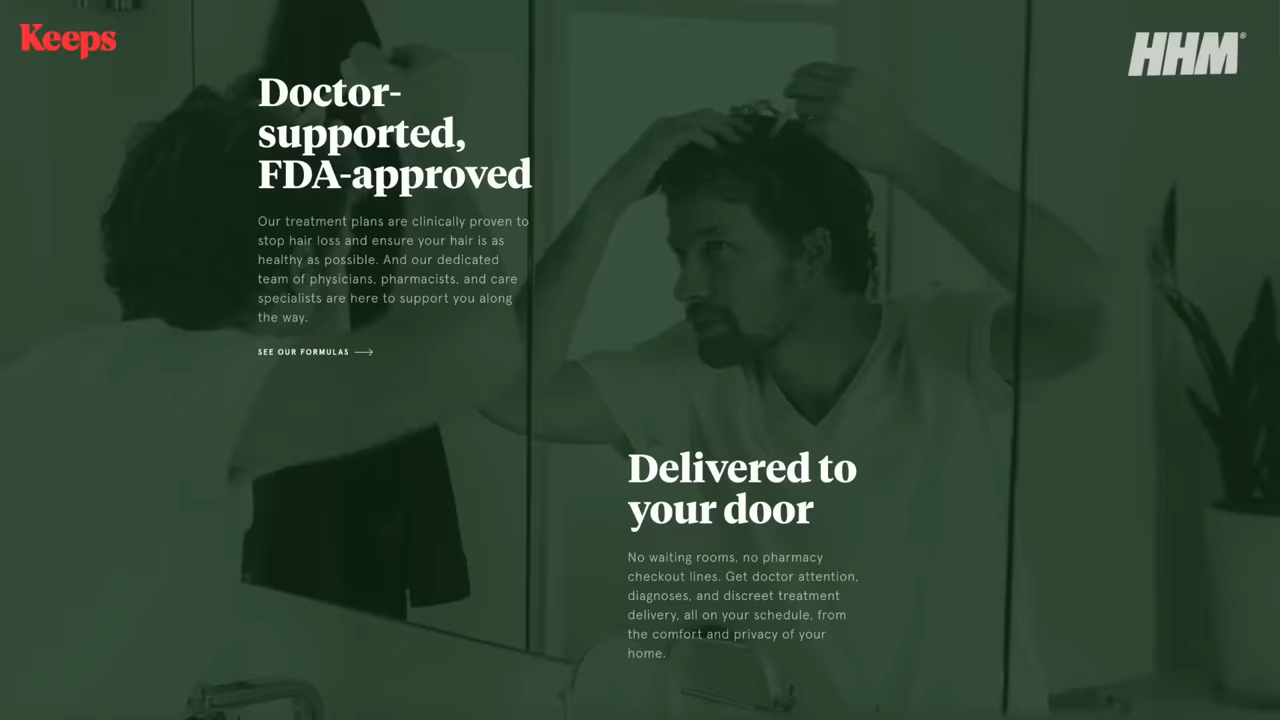 Keeps
HHM®
Doctor-
supported,
FDA-approved
Our treatment plans are clinically proven to
stop hair loss and ensure your hair is as
healthy as possible. And our dedicated
team of physicians, pharmacists, and care
specialists are here to support you along
the way.
SEE OUR FORMULAS
Delivered to
your door
No waiting rooms, no pharmacy
checkout lines. Get doctor attention,
diagnoses, and discreet treatment
delivery, all on your schedule, from
the comfort and privacy of your
home.